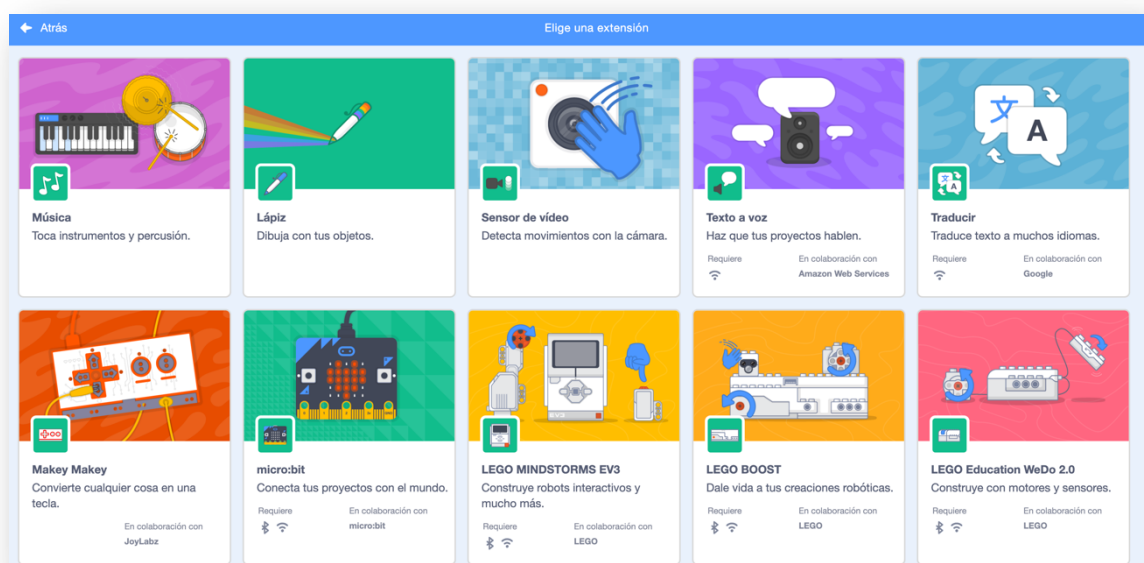 Atrás
Elige una extensión
Música
Toca instrumentos y percusión.
Lápiz
Dibuja con tus objetos.
Sensor de vídeo
Detecta movimientos con la cámara.
Texto a voz
Haz que tus proyectos hablen.
Requiere
En colaboración con
Amazon Web Services
Traducir
Traduce texto a muchos idiomas.
Requiere
En colaboración con
Google
文
A
Makey Makey
Convierte cualquier cosa en una
tecla.
En colaboración con
JoyLabz
micro:bit
Conecta tus proyectos con el mundo.
Requiere
En colaboración con
micro:bit
LEGO MINDSTORMS EV3
Construye robots interactivos y
mucho más.
Requiere
En colaboración con
LEGO
LEGO BOOST
Dale vida a tus creaciones robóticas.
Requiere
En colaboración con
LEGO
LEGO Education WeDo 2.0
Construye con motores y sensores.
Requiere
En colaboración con
LEGO